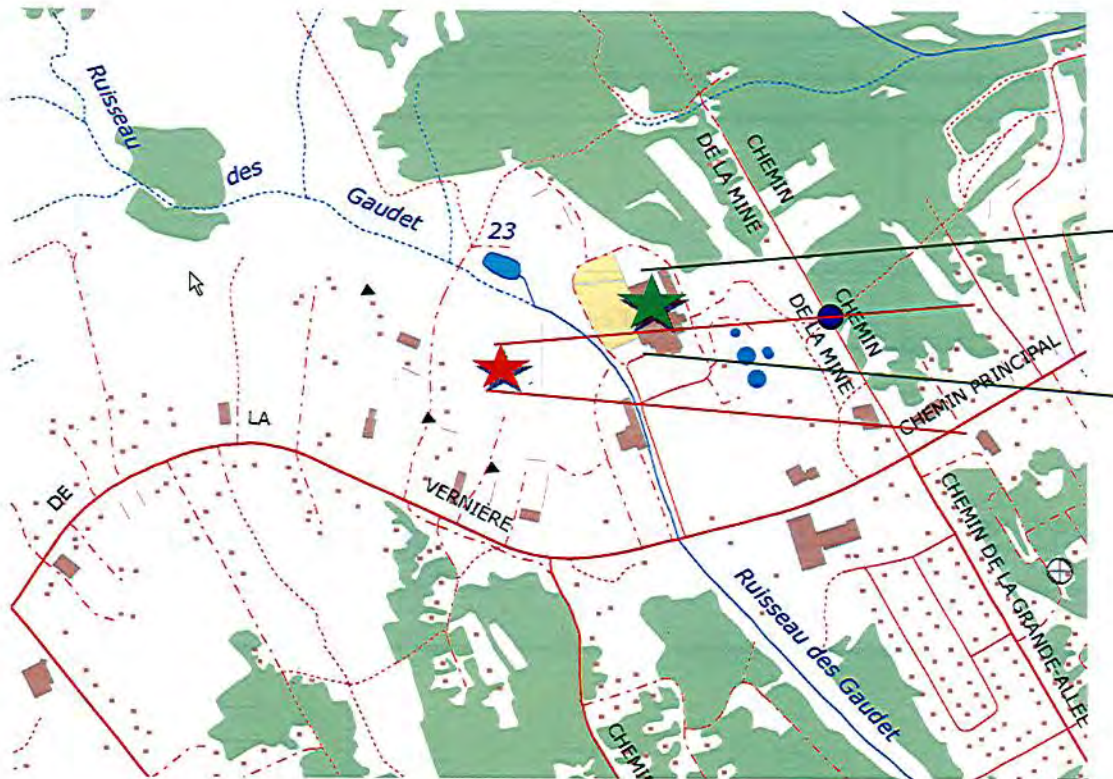 Ruisseau
des
Gaudet
23
CHEMIN
DE LA MINE
CHEMIN
DE LA MINE
CHEMIN PRINCIPAL
LA
DE
VERNIÈRE
CHEMIN DE LA GRANDE-ALLÉE
Ruisseau des Gaudet
CHEMIN